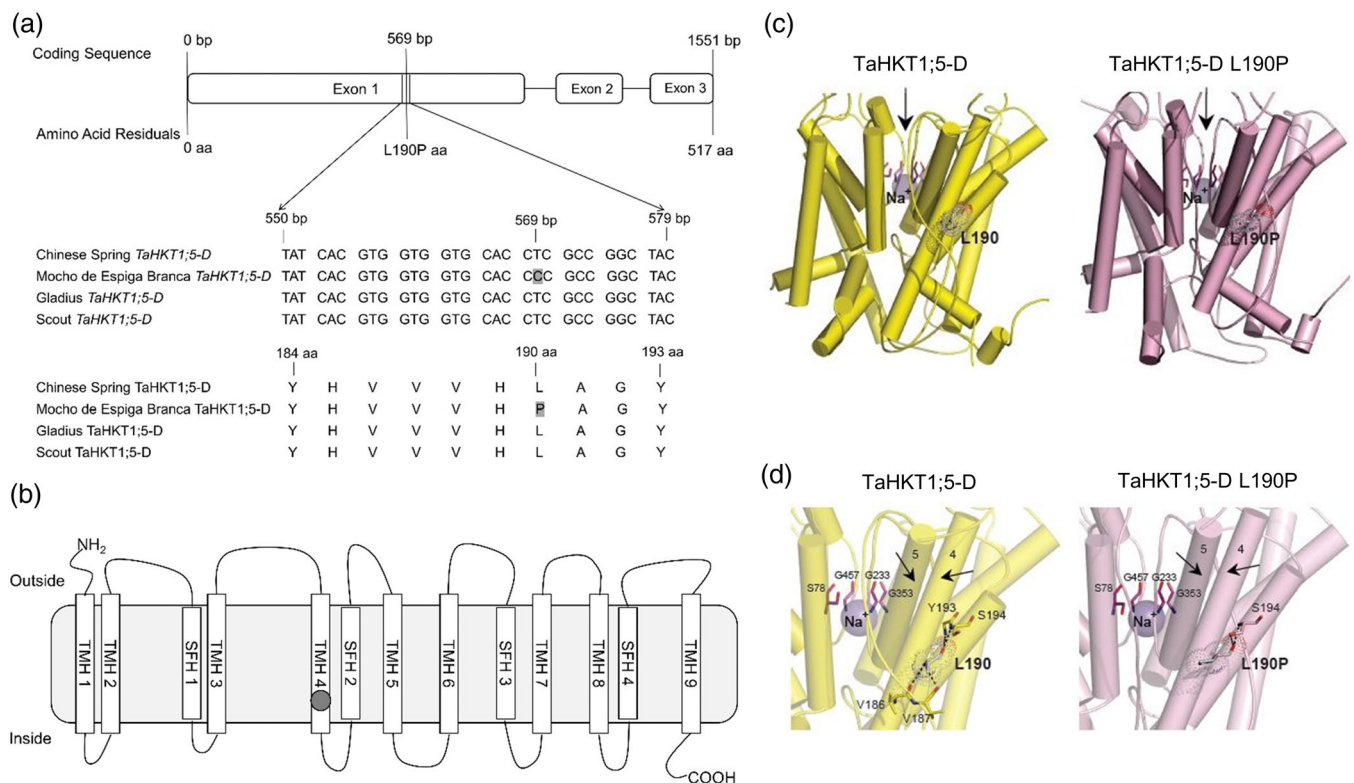 (a)
0 bp 569 bp 1551 bp
Coding Sequence
Exon 1 Exon 2 Exon 3
Amino Acid Residuals
0 aa L190P aa 517 aa
550 bp 569 bp 579 bp
Chinese Spring TaHKT1;5-D TAT CAC GTG GTG GTG CAC CTC GCC GGC TAC
Mocho de Espiga Branca TaHKT1;5-D TAT CAC GTG GTG GTG CAC CCC GCC GGC TAC
Gladius TaHKT1;5-D TAT CAC GTG GTG GTG CAC CTC GCC GGC TAC
Scout TaHKT1;5-D TAT CAC GTG GTG GTG CAC CTC GCC GGC TAC
184 aa 190 aa 193 aa
Chinese Spring TaHKT1;5-D Y H V V V H L A G Y
Mocho de Espiga Branca TaHKT1;5-D Y H V V V H P A G Y
Gladius TaHKT1;5-D Y H V V V H L A G Y
Scout TaHKT1;5-D Y H V V V H L A G Y
(b)
NH2
Outside
TMH 1 TMH 2 SFH 1 TMH 3 TMH 4 SFH 2 TMH 5 TMH 6 SFH 3 TMH 7 TMH 8 SFH 4 TMH 9
Inside
COOH
(c)
TaHKT1;5-D TaHKT1;5-D L190P
Na+ Na+
L190 L190P
(d)
TaHKT1;5-D TaHKT1;5-D L190P
5 4 5 4
S78 G457 G233 S78 G457 G233
G353 G353
Na+ Na+
Y193 S194 S194
L190 L190P
V186
V187